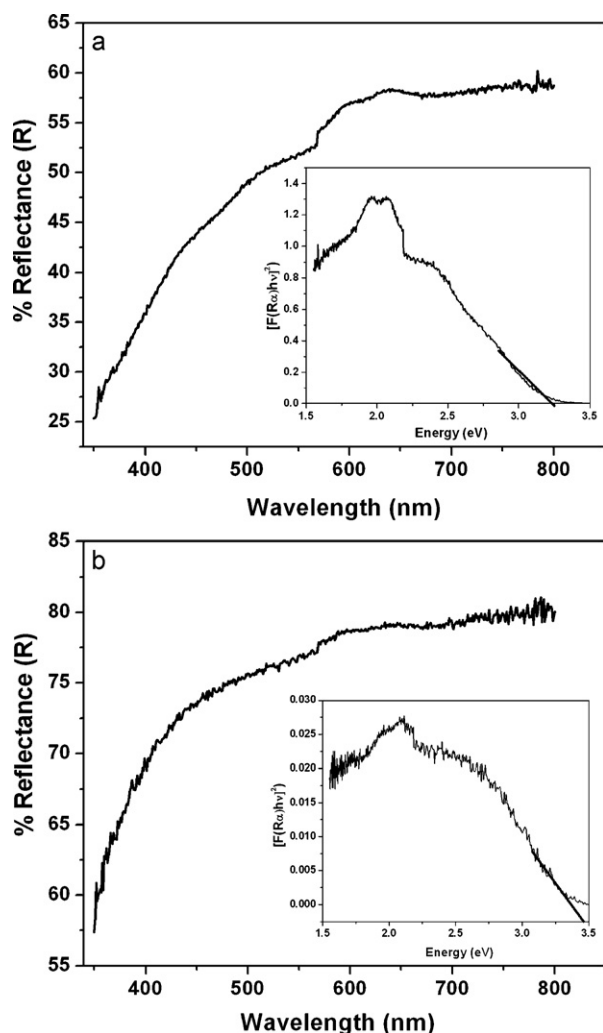 a
65
60
55
50
45
40
35
30
25
% Reflectance (R)
400 500 600 700 800
Wavelength (nm)
1.4
1.2
1.0
0.8
0.6
0.4
0.2
0.0
[F(Rα)hν]²)
1.5 2.0 2.5 3.0 3.5
Energy (eV)
b
85
80
75
70
65
60
55
% Reflectance (R)
400 500 600 700 800
Wavelength (nm)
0.030
0.025
0.020
0.015
0.010
0.005
0.000
[F(Rα)hν]²)
1.5 2.0 2.5 3.0 3.5
Energy (eV)